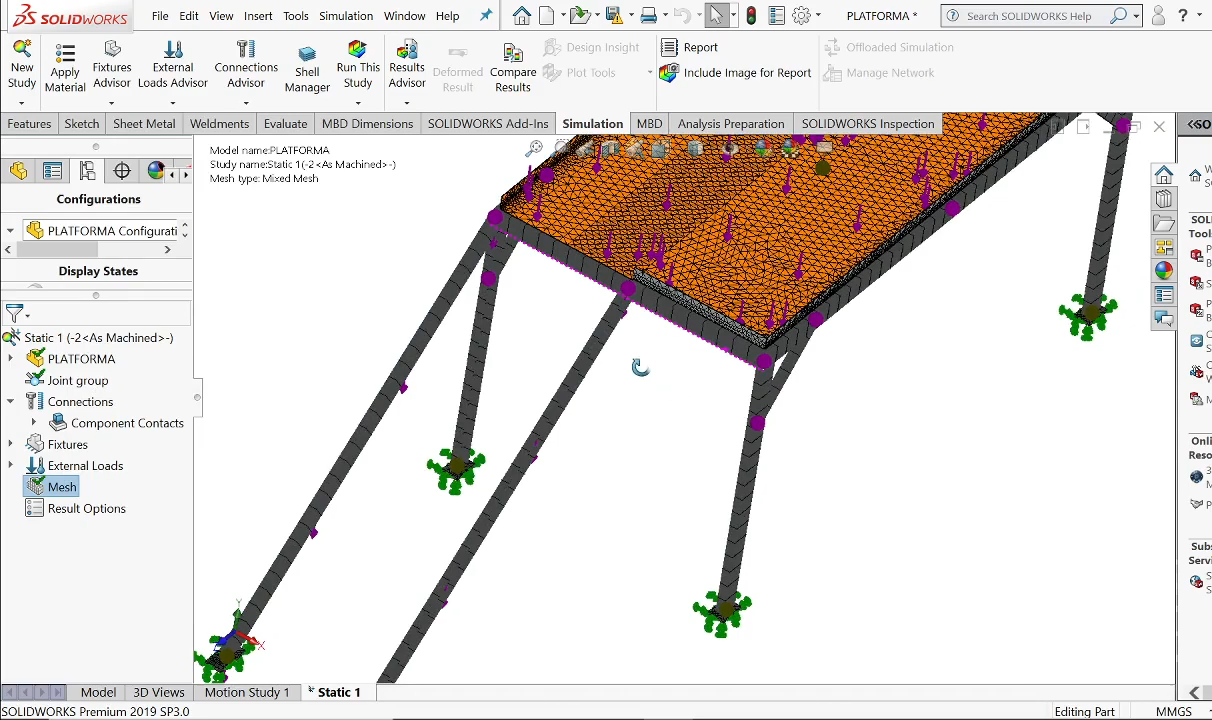 SOLIDWORKS File Edit View Insert Tools Simulation Window Help PLATFORMA * Search SOLIDWORKS Help ?
New Study
Apply Material
Fixtures Advisor
External Loads Advisor
Connections Advisor
Shell Manager
Run This Study
Results Advisor
Deformed Result
Compare Results
Design Insight
Plot Tools
Report
Include Image for Report
Offloaded Simulation
Manage Network
Features Sketch Sheet Metal Weldments Evaluate MBD Dimensions SOLIDWORKS Add-Ins Simulation MBD Analysis Preparation SOLIDWORKS Inspection
Model name:PLATFORMA
Study name:Static 1(-2<As Machined>-)
Mesh type: Mixed Mesh
Configurations
PLATFORMA Configurati
Display States
Static 1 (-2<As Machined>-)
PLATFORMA
Joint group
Connections
Component Contacts
Fixtures
External Loads
Mesh
Result Options
Y
X
SOL
Tools
Onli
Reso
Subs
Servic
Model 3D Views Motion Study 1 Static 1
SOLIDWORKS Premium 2019 SP3.0 Editing Part MMGS